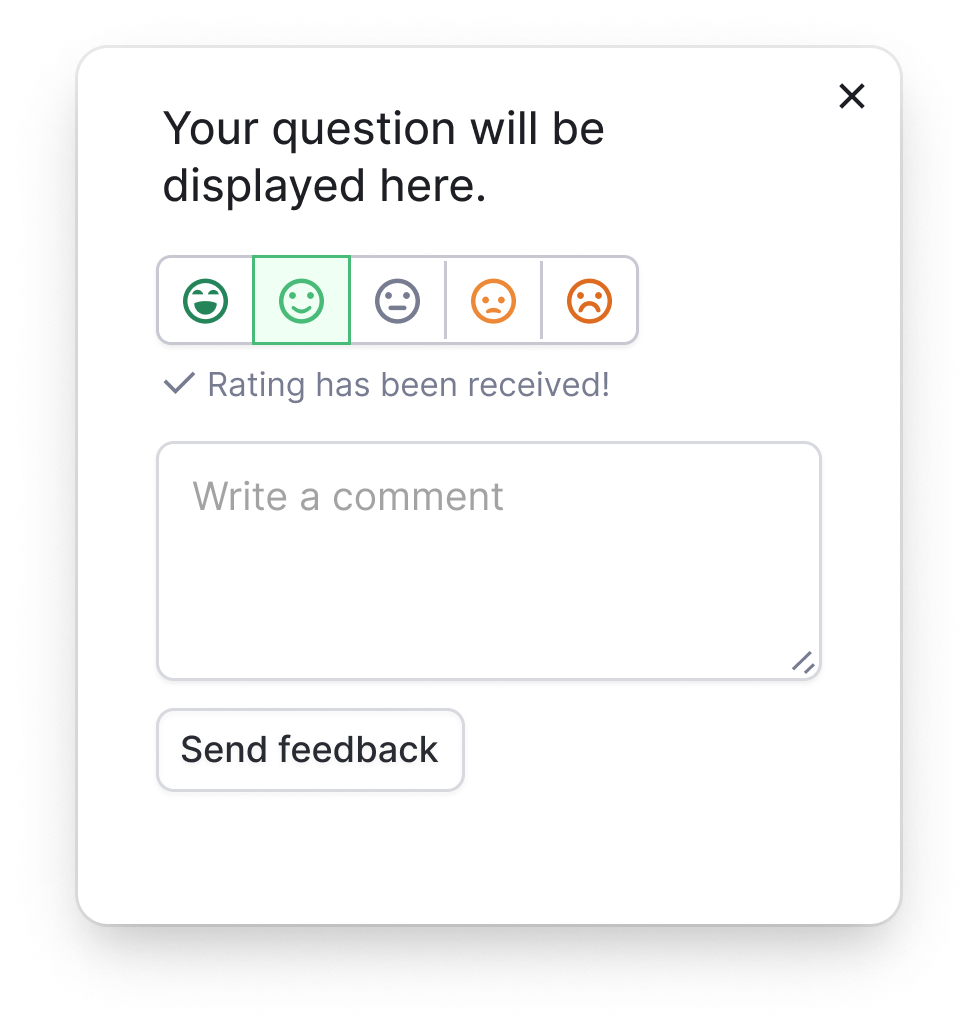 Your question will be
displayed here.
Rating has been received!
Write a comment
Send feedback